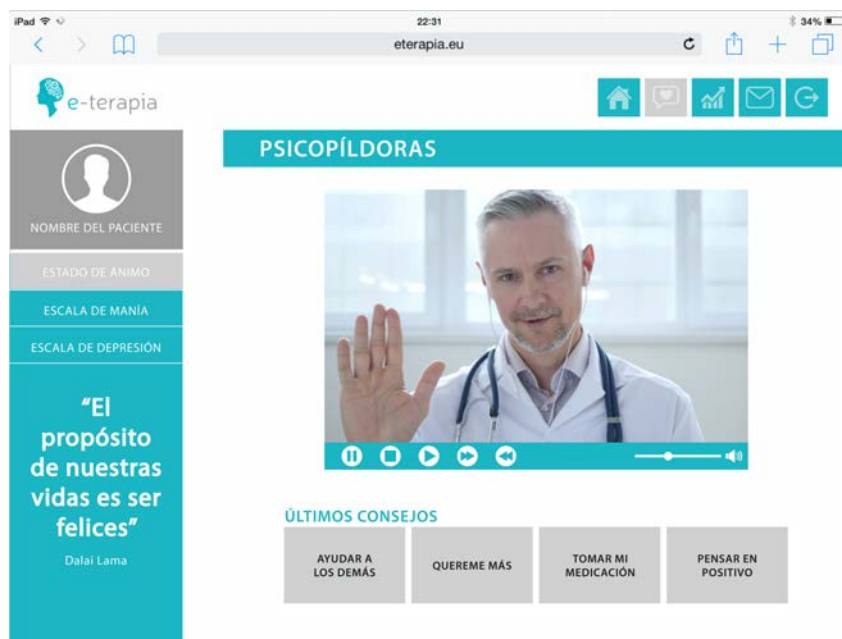 iPad 22:31 34%
eterapia.eu
e-terapia
PSICOPÍLDORAS
NOMBRE DEL PACIENTE
ESTADO DE ÁNIMO
ESCALA DE MANÍA
ESCALA DE DEPRESIÓN
“El
propósito
de nuestras
vidas es ser
felices”
Dalai Lama
ÚLTIMOS CONSEJOS
AYUDAR A
LOS DEMÁS
QUEREME MÁS
TOMAR MI
MEDICACIÓN
PENSAR EN
POSITIVO